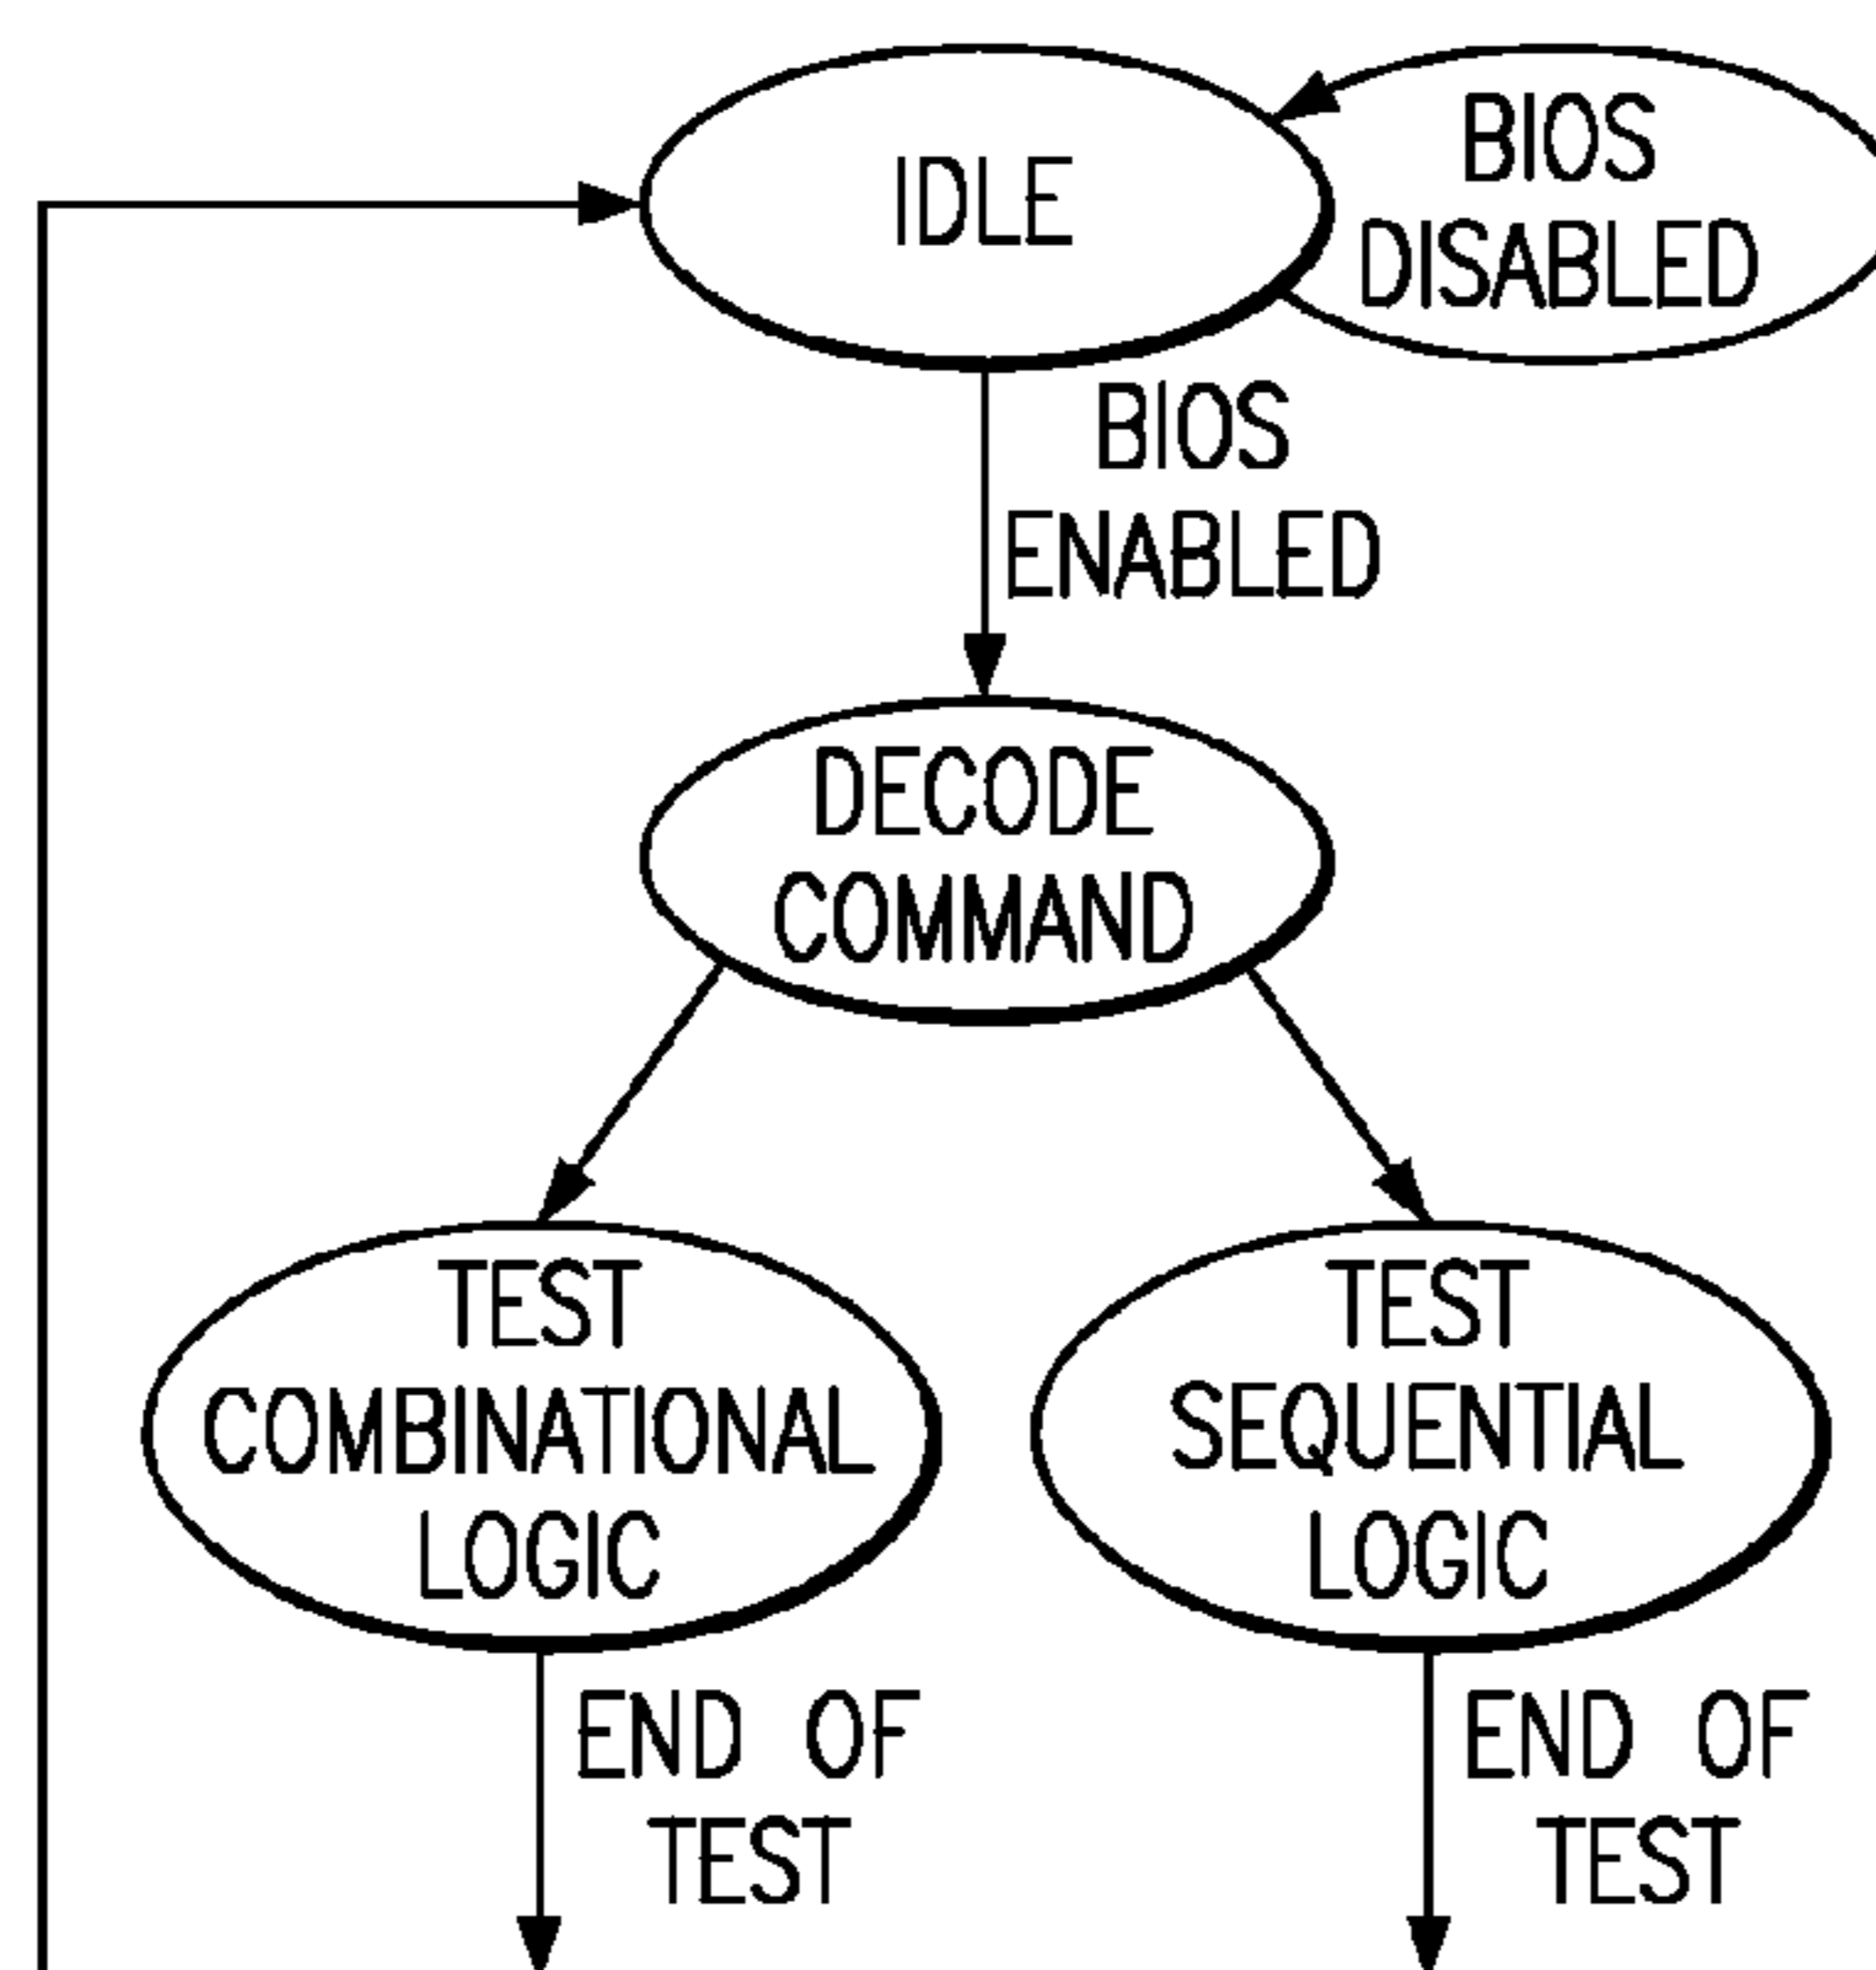 IDLE
BIOS
DISABLED
BIOS
ENABLED
DECODE
COMMAND
TEST
COMBINATIONAL
LOGIC
TEST
SEQUENTIAL
LOGIC
END OF
TEST
END OF
TEST